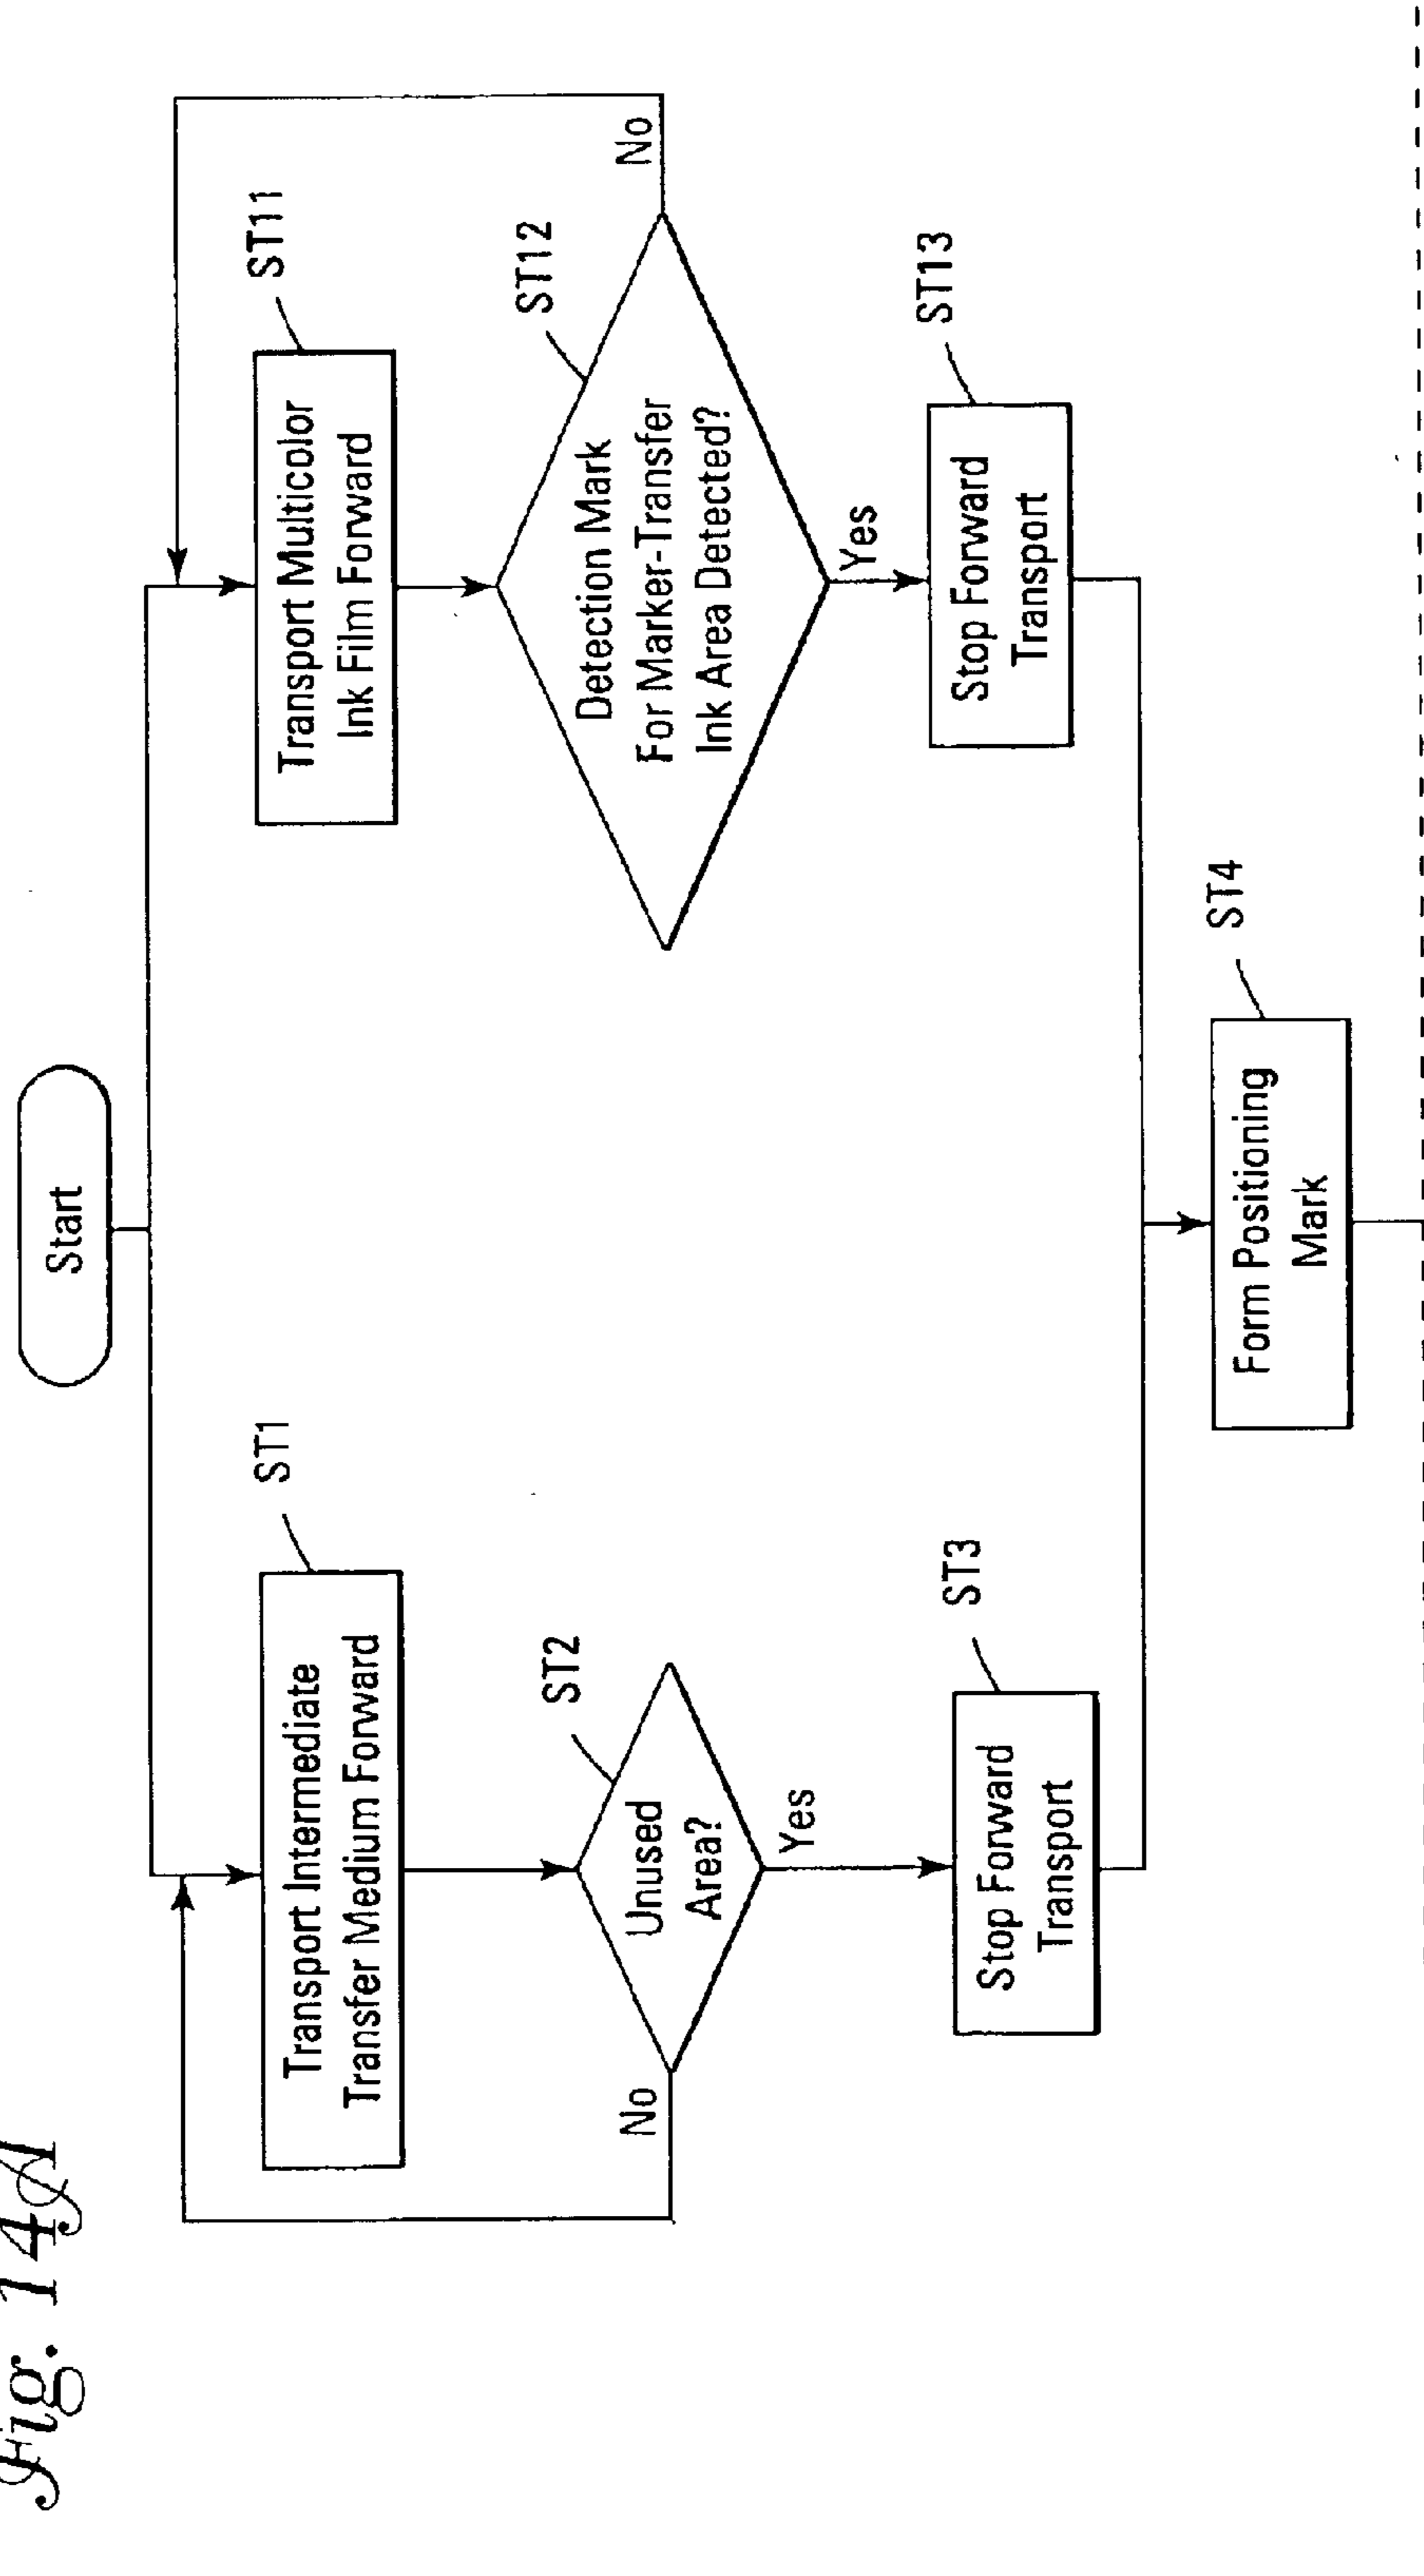 Fig. 14A
Start
ST1
Transport Intermediate
Transfer Medium Forward
ST2
Unused
Area?
No
Yes
ST3
Stop Forward
Transport
ST11
Transport Multicolor
Ink Film Forward
ST12
Detection Mark
For Marker-Transfer
Ink Area Detected?
No
Yes
ST13
Stop Forward
Transport
ST4
Form Positioning
Mark